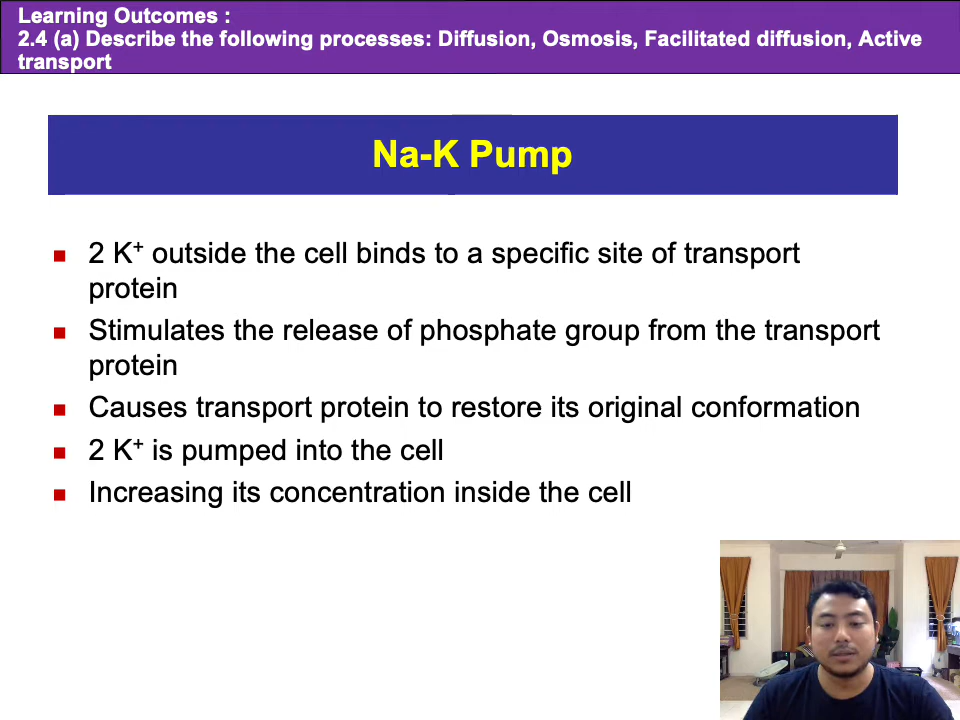 Learning Outcomes :
2.4 (a) Describe the following processes: Diffusion, Osmosis, Facilitated diffusion, Active
transport
Na-K Pump
2 K⁺ outside the cell binds to a specific site of transport
protein
Stimulates the release of phosphate group from the transport
protein
Causes transport protein to restore its original conformation
2 K⁺ is pumped into the cell
Increasing its concentration inside the cell